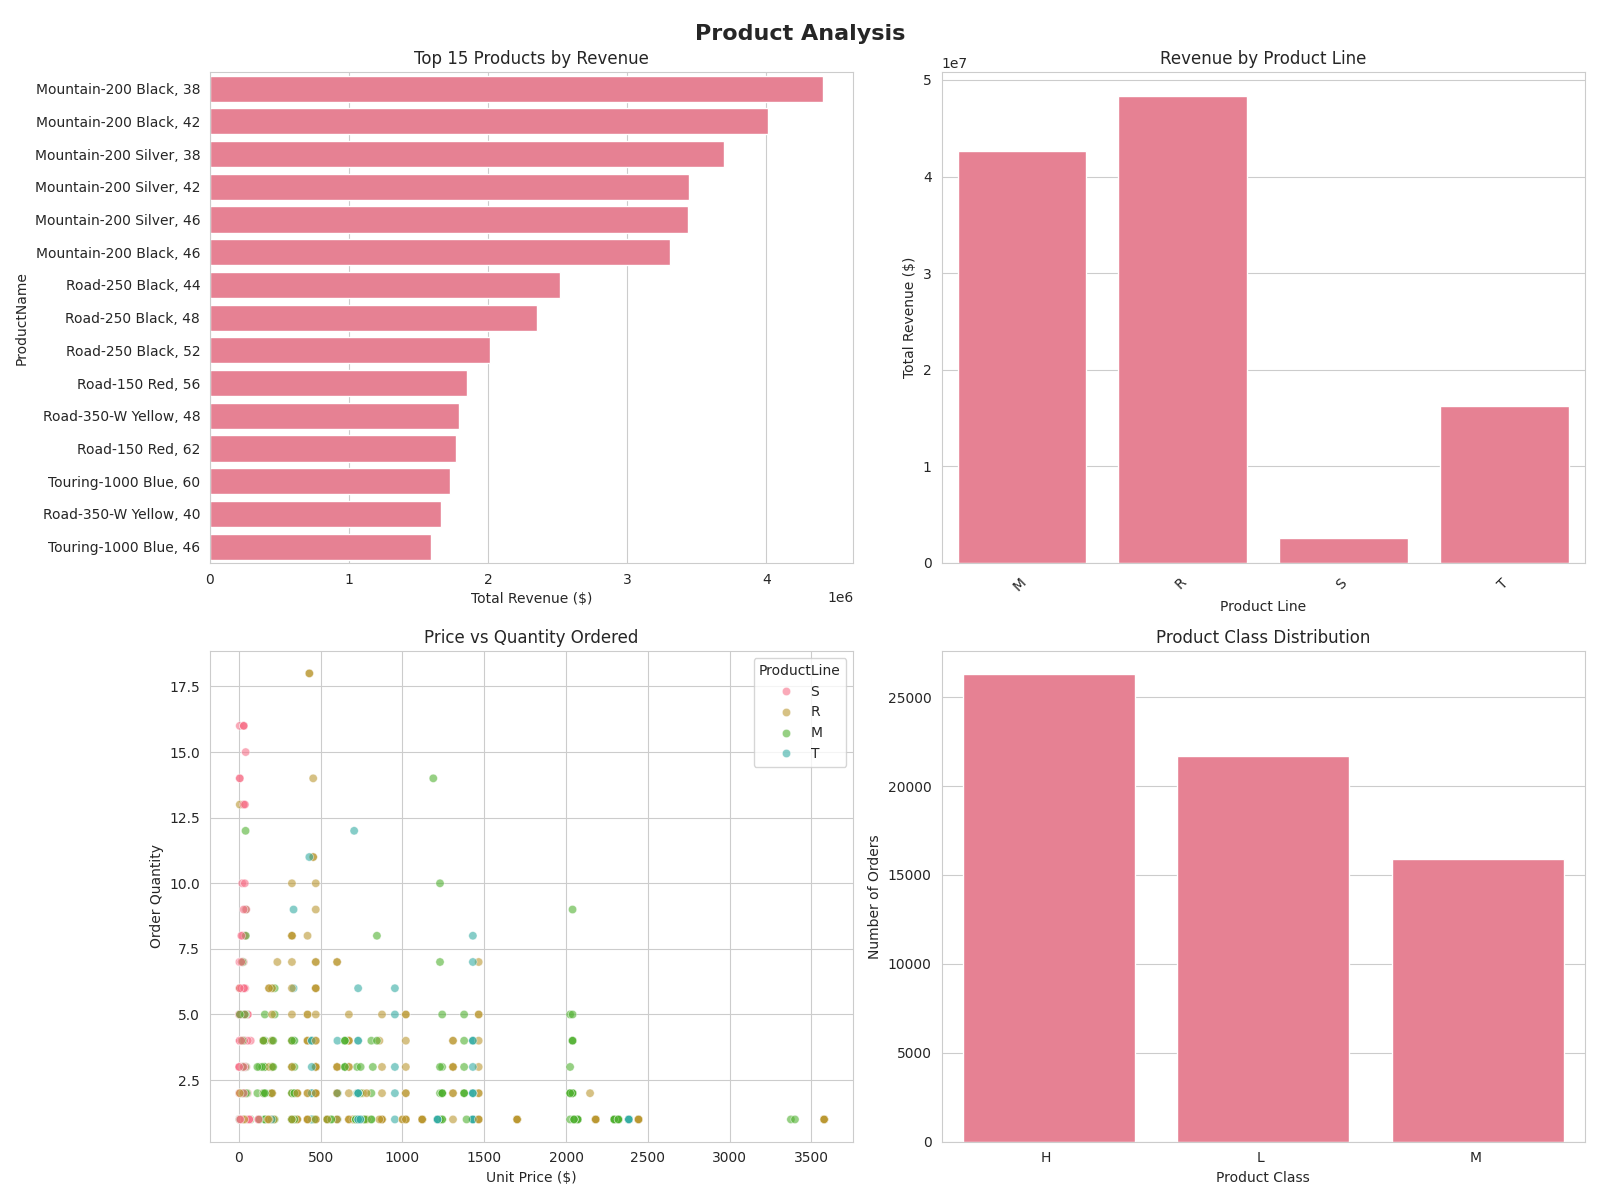 Product Analysis
Top 15 Products by Revenue
ProductName
Mountain-200 Black, 38
Mountain-200 Black, 42
Mountain-200 Silver, 38
Mountain-200 Silver, 42
Mountain-200 Silver, 46
Mountain-200 Black, 46
Road-250 Black, 44
Road-250 Black, 48
Road-250 Black, 52
Road-150 Red, 56
Road-350-W Yellow, 48
Road-150 Red, 62
Touring-1000 Blue, 60
Road-350-W Yellow, 40
Touring-1000 Blue, 46
0 1 2 3 4
1e6
Total Revenue ($)
Revenue by Product Line
1e7
Total Revenue ($)
5
4
3
2
1
0
M R S T
Product Line
Price vs Quantity Ordered
ProductLine
S
R
M
T
Order Quantity
17.5
15.0
12.5
10.0
7.5
5.0
2.5
0 500 1000 1500 2000 2500 3000 3500
Unit Price ($)
Product Class Distribution
Number of Orders
25000
20000
15000
10000
5000
0
H L M
Product Class